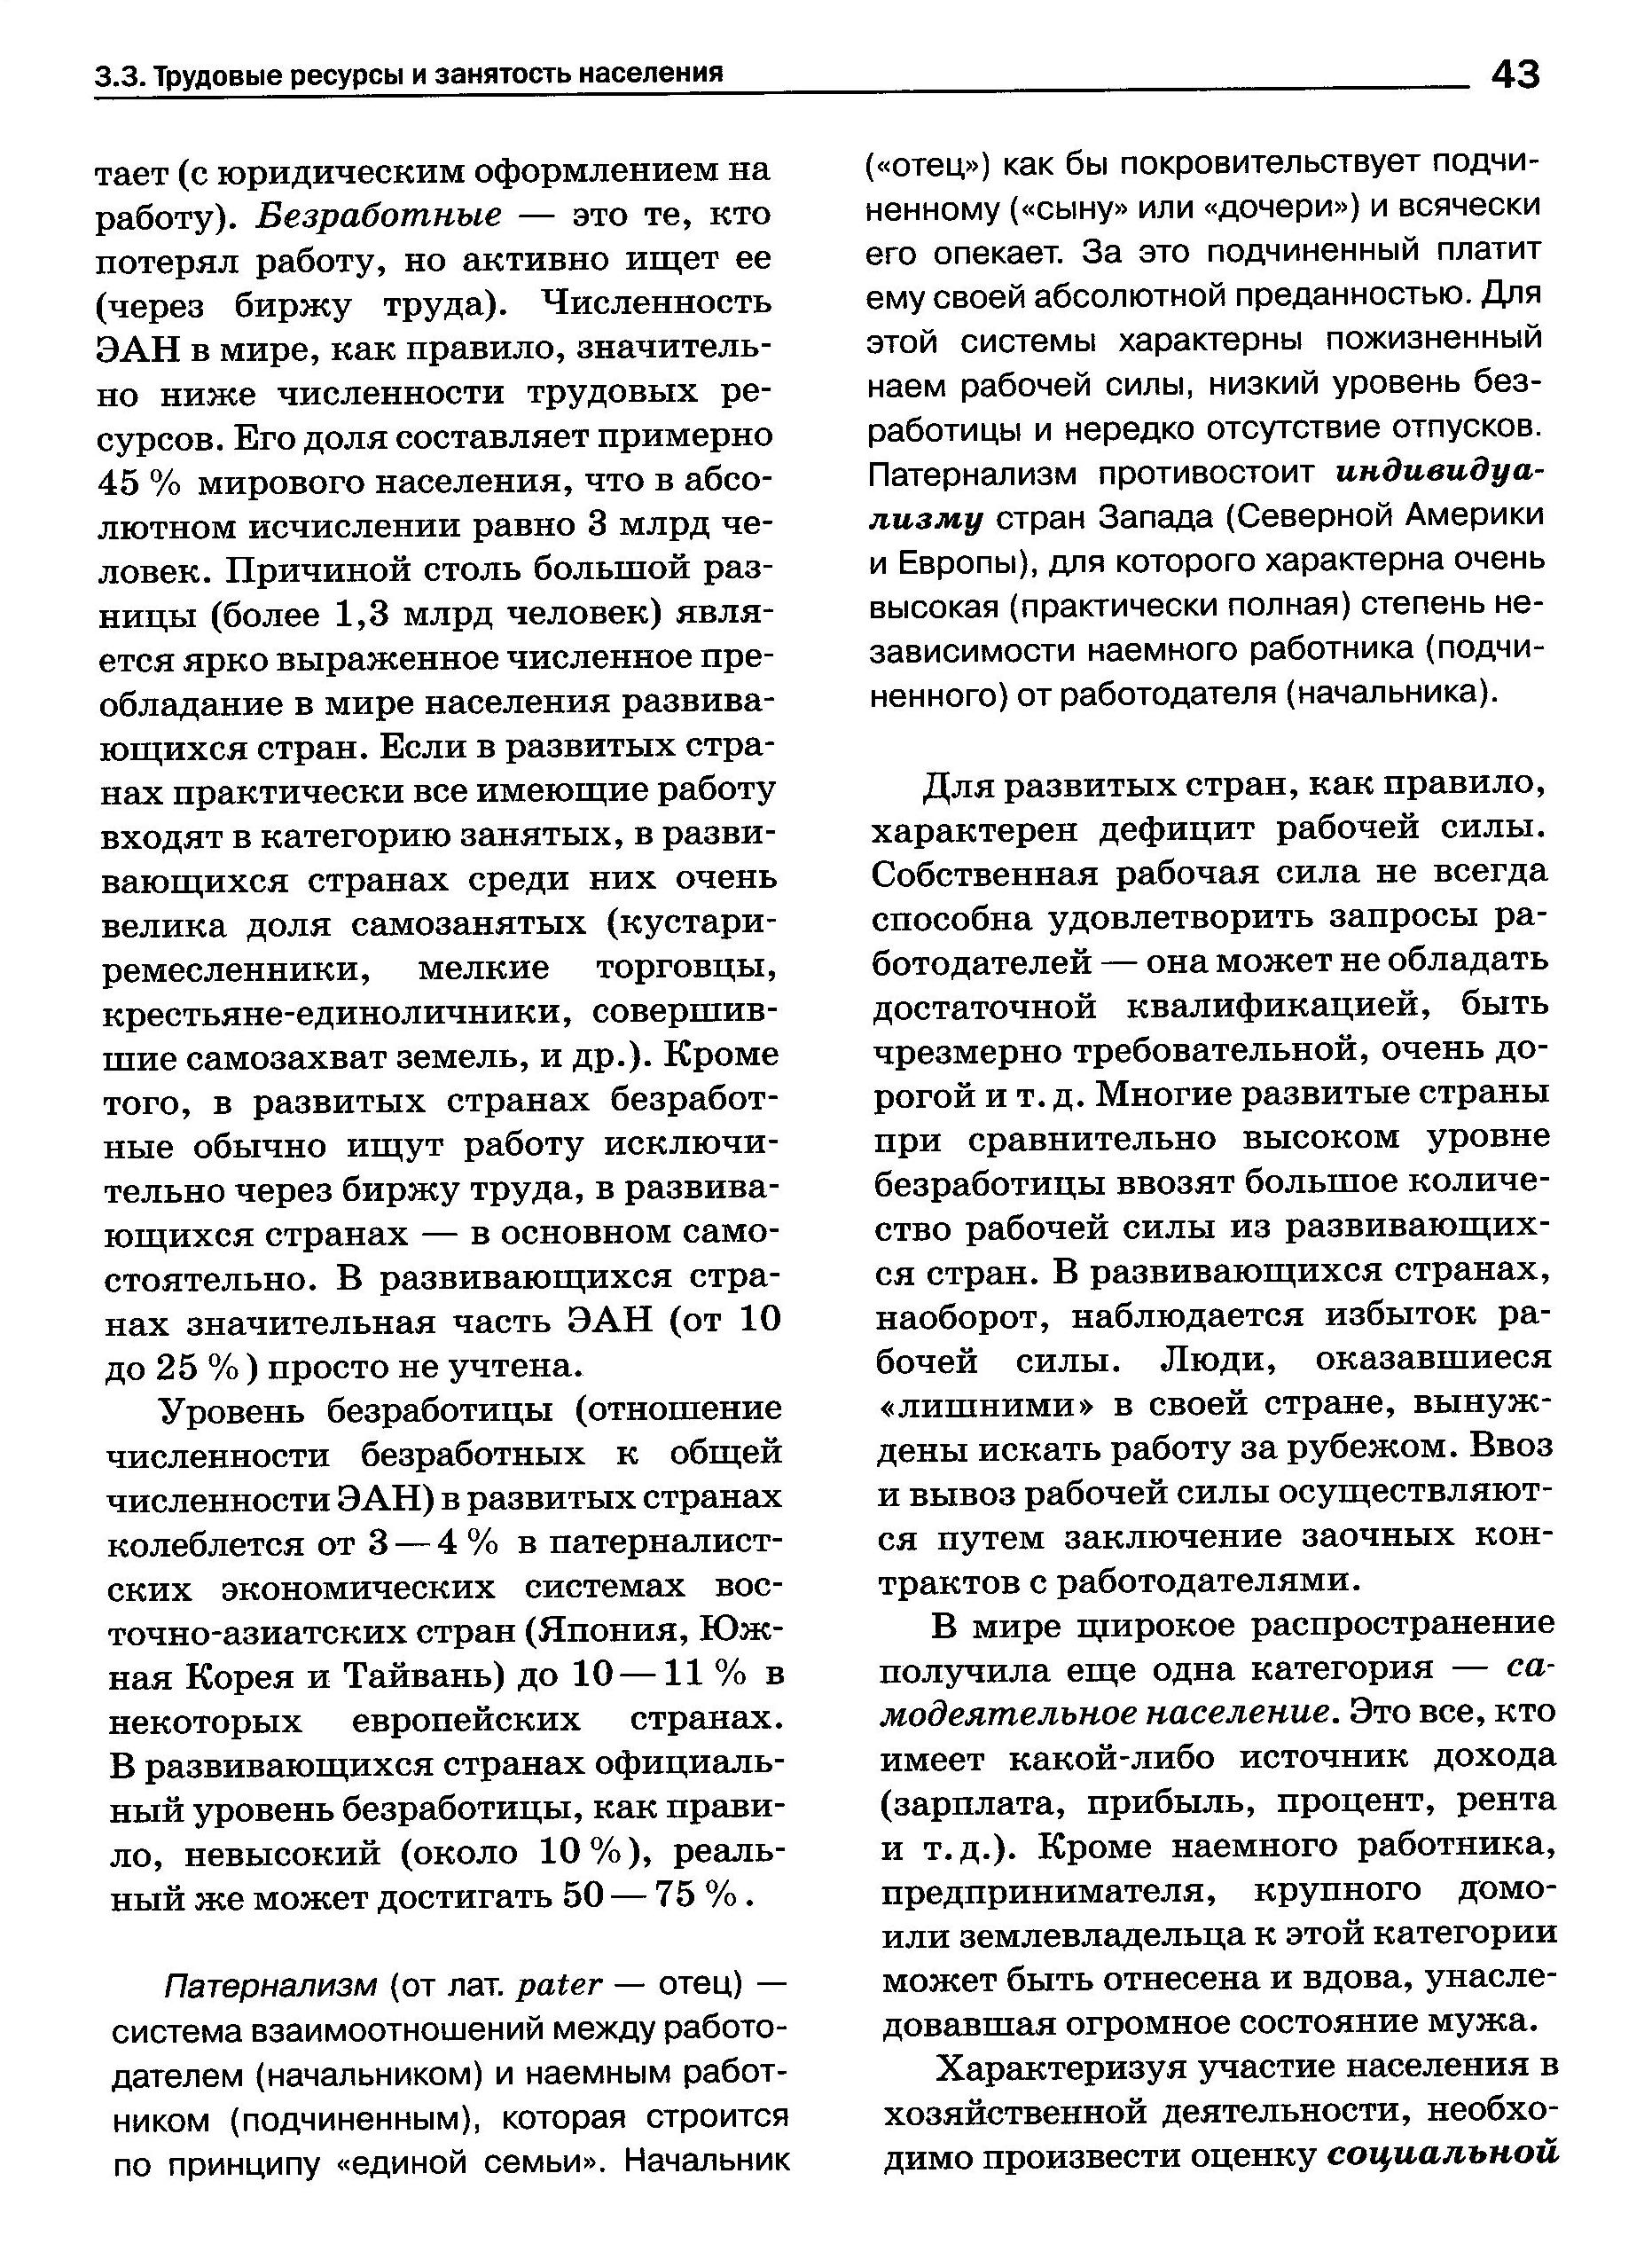 3.3. Трудовые ресурсы и занятость населения 43
тает (с юридическим оформлением на
работу). Безработные — это те, кто
потерял работу, но активно ищет ее
(через биржу труда). Численность
ЭАН в мире, как правило, значитель-
но ниже численности трудовых ре-
сурсов. Его доля составляет примерно
45 % мирового населения, что в абсо-
лютном исчислении равно 3 млрд че-
ловек. Причиной столь большой раз-
ницы (более 1,3 млрд человек) явля-
ется ярко выраженное численное пре-
обладание в мире населения развива-
ющихся стран. Если в развитых стра-
нах практически все имеющие работу
входят в категорию занятых, в разви-
вающихся странах среди них очень
велика доля самозанятых (кустари-
ремесленники, мелкие торговцы,
крестьяне-единоличники, совершив-
шие самозахват земель, и др.). Кроме
того, в развитых странах безработ-
ные обычно ищут работу исключи-
тельно через биржу труда, в развива-
ющихся странах — в основном само-
стоятельно. В развивающихся стра-
нах значительная часть ЭАН (от 10
до 25 %) просто не учтена.
Уровень безработицы (отношение
численности безработных к общей
численности ЭАН) в развитых странах
колеблется от 3 — 4 % в патерналист-
ских экономических системах вос-
точно-азиатских стран (Япония, Юж-
ная Корея и Тайвань) до 10 — 11 % в
некоторых европейских странах.
В развивающихся странах официаль-
ный уровень безработицы, как прави-
ло, невысокий (около 10 %), реаль-
ный же может достигать 50 — 75 %.
Патернализм (от лат. pater — отец) —
система взаимоотношений между работо-
дателем (начальником) и наемным работ-
ником (подчиненным), которая строится
по принципу «единой семьи». Начальник
(«отец») как бы покровительствует подчи-
ненному («сыну» или «дочери») и всячески
его опекает. За это подчиненный платит
ему своей абсолютной преданностью. Для
этой системы характерны пожизненный
наем рабочей силы, низкий уровень без-
работицы и нередко отсутствие отпусков.
Патернализм противостоит индивидуа-
лизму стран Запада (Северной Америки
и Европы), для которого характерна очень
высокая (практически полная) степень не-
зависимости наемного работника (подчи-
ненного) от работодателя (начальника).
Для развитых стран, как правило,
характерен дефицит рабочей силы.
Собственная рабочая сила не всегда
способна удовлетворить запросы ра-
ботодателей — она может не обладать
достаточной квалификацией, быть
чрезмерно требовательной, очень до-
рогой и т. д. Многие развитые страны
при сравнительно высоком уровне
безработицы ввозят большое количе-
ство рабочей силы из развивающих-
ся стран. В развивающихся странах,
наоборот, наблюдается избыток ра-
бочей силы. Люди, оказавшиеся
«лишними» в своей стране, вынуж-
дены искать работу за рубежом. Ввоз
и вывоз рабочей силы осуществляют-
ся путем заключение заочных кон-
трактов с работодателями.
В мире широкое распространение
получила еще одна категория — са-
модеятельное население. Это все, кто
имеет какой-либо источник дохода
(зарплата, прибыль, процент, рента
и т. д.). Кроме наемного работника,
предпринимателя, крупного домо-
или землевладельца к этой категории
может быть отнесена и вдова, унасле-
довавшая огромное состояние мужа.
Характеризуя участие населения в
хозяйственной деятельности, необхо-
димо произвести оценку социальной